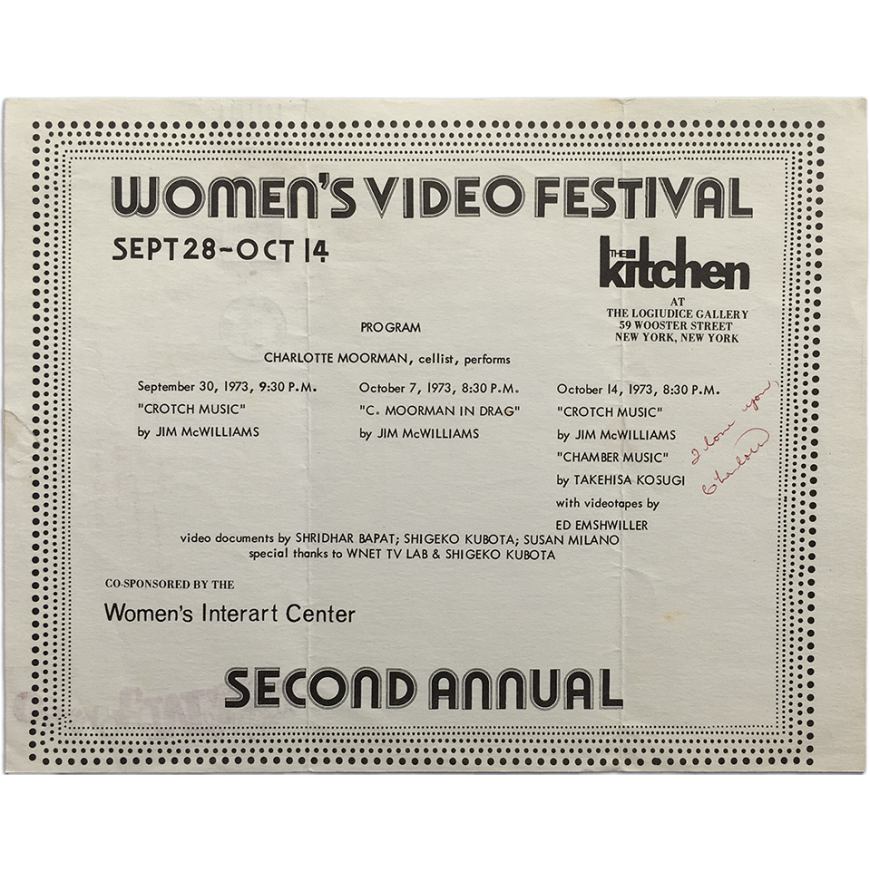 WOMEN'S VIDEO FESTIVAL
SEPT 28-OCT 14
THE
kitchen
AT
THE LOGIUDICE GALLERY
59 WOOSTER STREET
NEW YORK, NEW YORK
PROGRAM
CHARLOTTE MOORMAN, cellist, performs
September 30, 1973, 9:30 P.M.
"CROTCH MUSIC"
by JIM McWILLIAMS
October 7, 1973, 8:30 P.M.
"C. MOORMAN IN DRAG"
by JIM McWILLIAMS
October 14, 1973, 8:30 P.M.
"CROTCH MUSIC"
by JIM McWILLIAMS
"CHAMBER MUSIC"
by TAKEHISA KOSUGI
with videotapes by
ED EMSHWILLER
I love you,
Charlotte
video documents by SHRIDHAR BAPAT; SHIGEKO KUBOTA; SUSAN MILANO
special thanks to WNET TV LAB & SHIGEKO KUBOTA
CO-SPONSORED BY THE
Women's Interart Center
SECOND ANNUAL